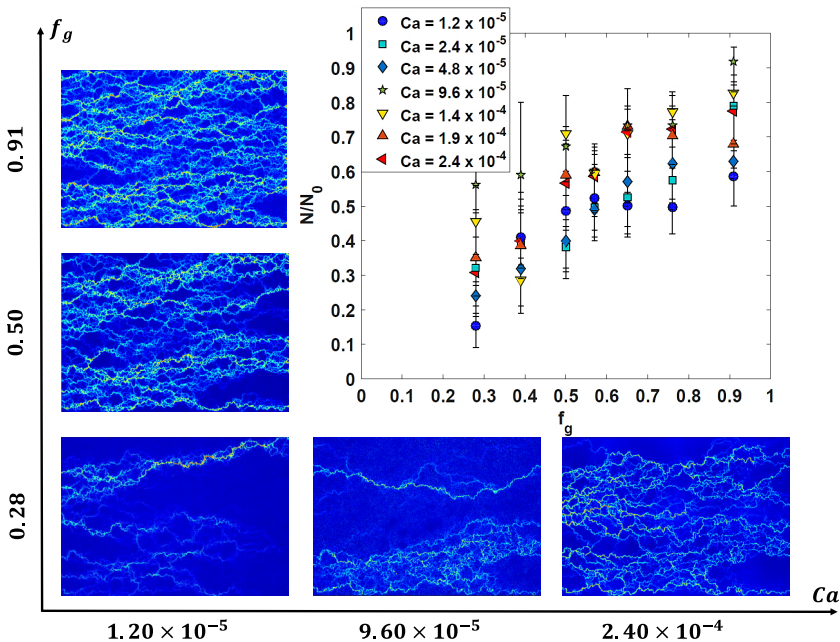 f_g
0.91
0.50
0.28
1.20 × 10⁻⁵
9.60 × 10⁻⁵
2.40 × 10⁻⁴
Ca
N/N₀
1
0.9
0.8
0.7
0.6
0.5
0.4
0.3
0.2
0.1
0
Ca = 1.2 x 10⁻⁵
Ca = 2.4 x 10⁻⁵
Ca = 4.8 x 10⁻⁵
Ca = 9.6 x 10⁻⁵
Ca = 1.4 x 10⁻⁴
Ca = 1.9 x 10⁻⁴
Ca = 2.4 x 10⁻⁴
0 0.1 0.2 0.3 0.4 0.5 0.6 0.7 0.8 0.9 1
f_g